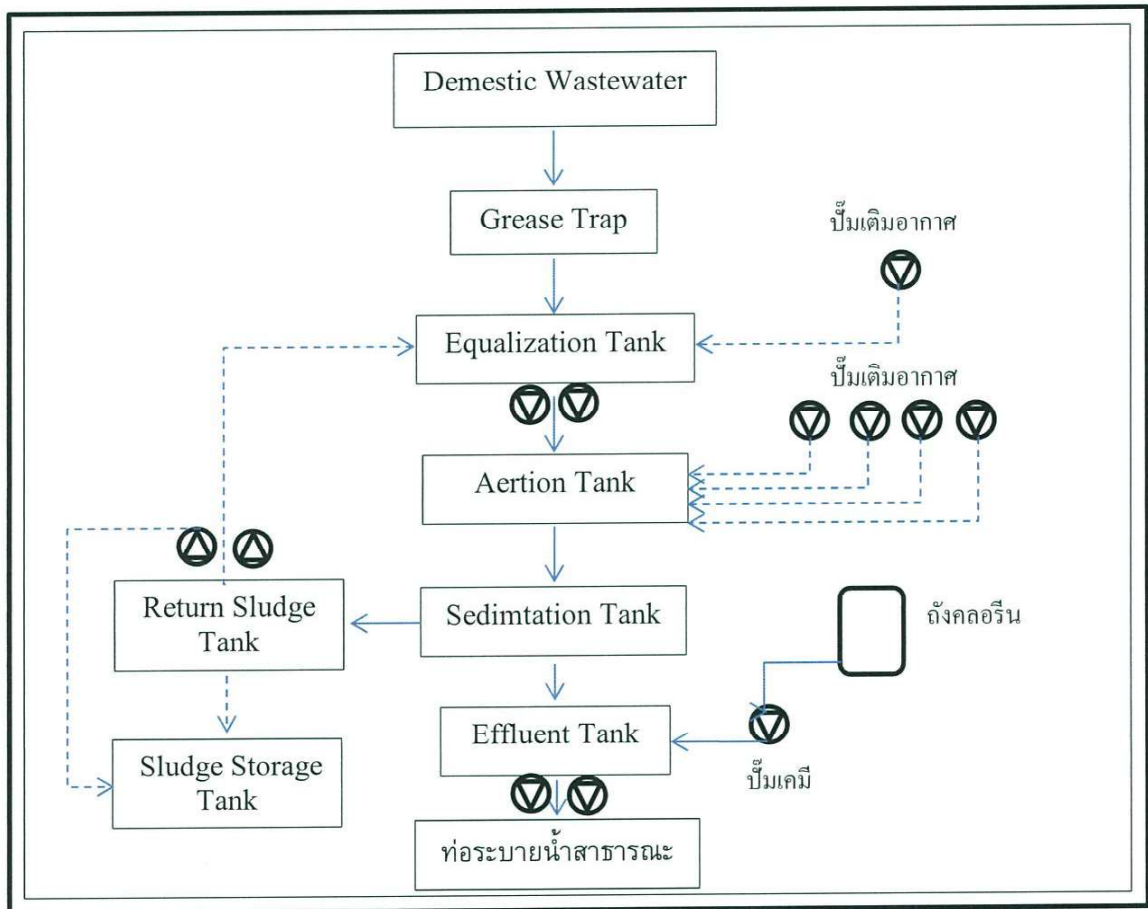 Demestic Wastewater
Grease Trap
ปั๊มเติมอากาศ
Equalization Tank
ปั๊มเติมอากาศ
Aertion Tank
Return Sludge
Tank
Sedimtation Tank
ถังคลอรีน
Effluent Tank
Sludge Storage
Tank
ปั๊มเคมี
ท่อระบายน้ำสาธารณะ